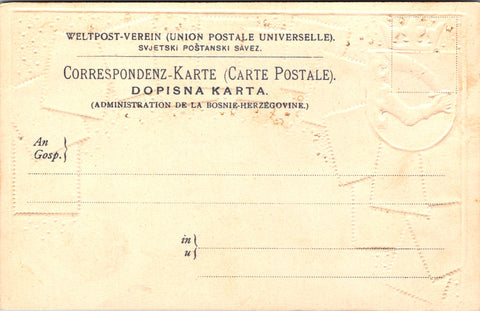 WELTPOST-VEREIN (UNION POSTALE UNIVERSELLE).
SVJETSKI POŠTANSKI SAVEZ.
CORRESPONDENZ-KARTE (CARTE POSTALE).
DOPISNA KARTA.
(ADMINISTRATION DE LA BOSNIE-HERZÉGOVINE.)
An
Gosp.
in
u